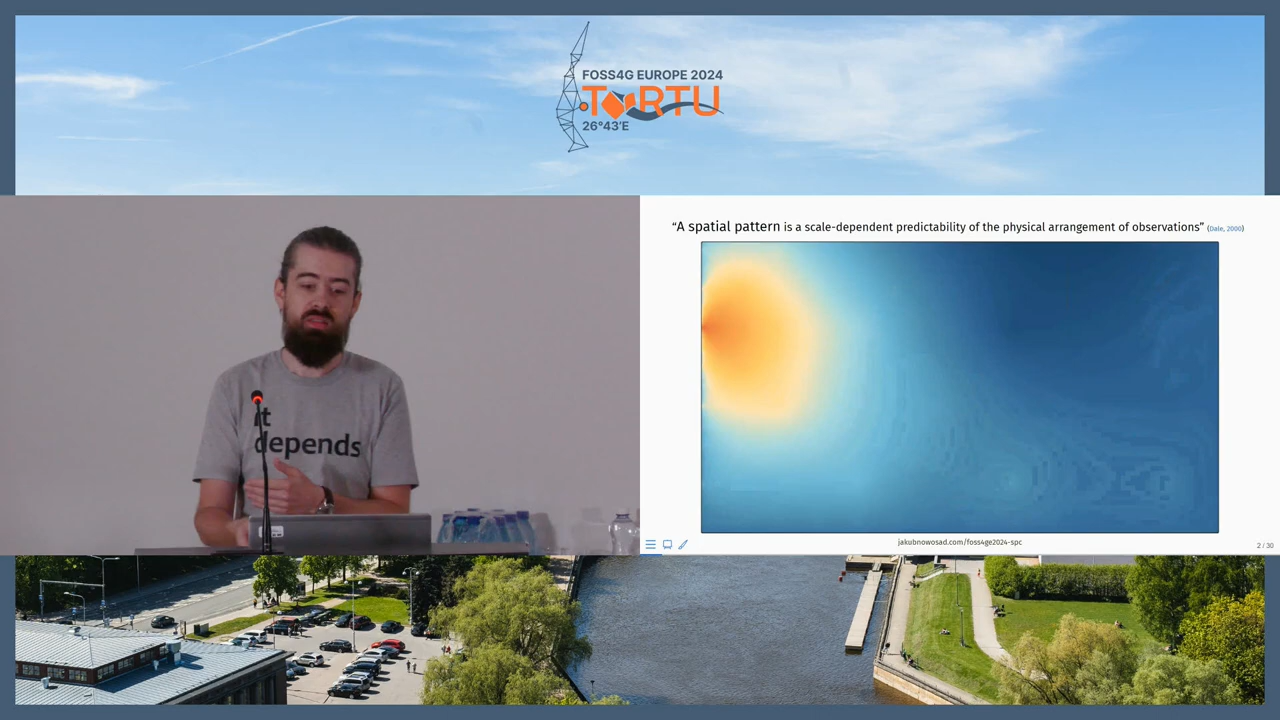 FOSS4G EUROPE 2024
TORTU
26°43'E
"A spatial pattern is a scale-dependent predictability of the physical arrangement of observations" (Dale, 2000)
It
depends
jakubnowosad.com/foss4ge2024-spc
2 / 30